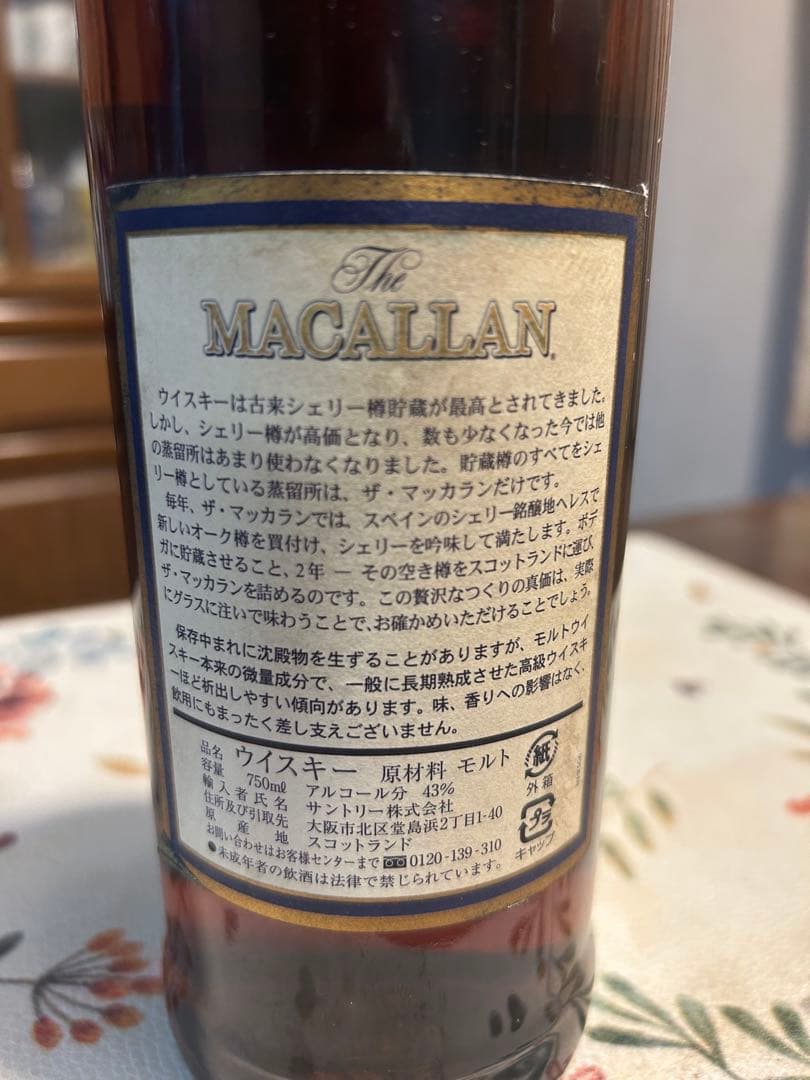 The
MACALLAN
ウイスキーは古来シェリー樽貯蔵が最高とされてきました。
しかし、シェリー樽が高価となり、数も少なくなった今では他
の蒸留所はあまり使わなくなりました。貯蔵樽のすべてをシェ
リー樽としている蒸留所は、ザ・マッカランだけです。
毎年、ザ・マッカランでは、スペインのシェリー銘醸地ヘレスで
新しいオーク樽を買付け、シェリーを吟味して満たします。ボデ
ガに貯蔵させること、2年 ― その空き樽をスコットランドに運び、
ザ・マッカランを詰めるのです。この贅沢なつくりの真価は、実際
にグラスに注いで味わうことで、お確かめいただけることでしょう。
保存中まれに沈殿物を生ずることがありますが、モルトウイ
スキー本来の微量成分で、一般に長期熟成させた高級ウイスキ
ーほど析出しやすい傾向があります。味、香りへの影響はなく、
飲用にもまったく差し支えございません。
品名 ウイスキー 原材料 モルト
容量 750mℓ アルコール分 43%
輸入者氏名 サントリー株式会社
住所及び引取先 大阪市北区堂島浜2丁目1-40
原産地 スコットランド
お問い合わせはお客様センターまで 0120-139-310
●未成年者の飲酒は法律で禁じられています。
紙
外箱
プラ
キャップ